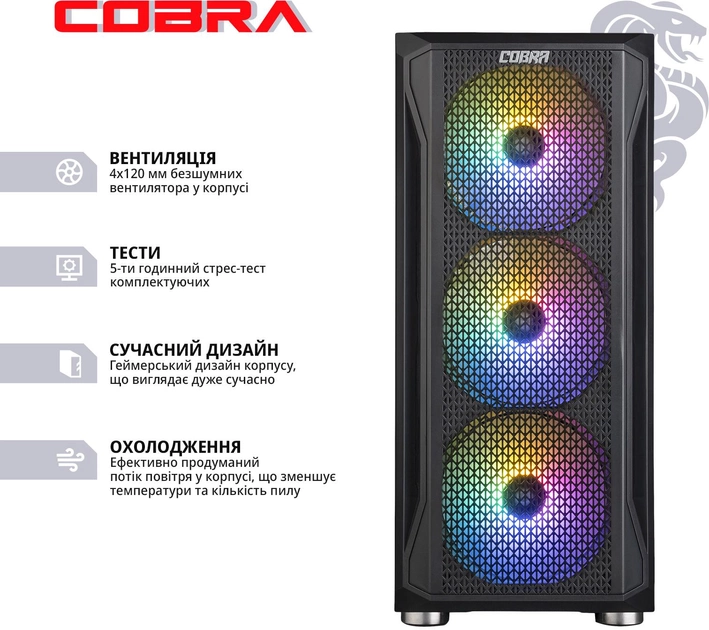 COBRA
COBRA
ВЕНТИЛЯЦІЯ
4x120 мм безшумних
вентилятора у корпусі
ТЕСТИ
5-ти годинний стрес-тест
комплектуючих
СУЧАСНИЙ ДИЗАЙН
Геймерський дизайн корпусу,
що виглядає дуже сучасно
ОХОЛОДЖЕННЯ
Ефективно продуманий
потік повітря у корпусі, що зменшує
температури та кількість пилу